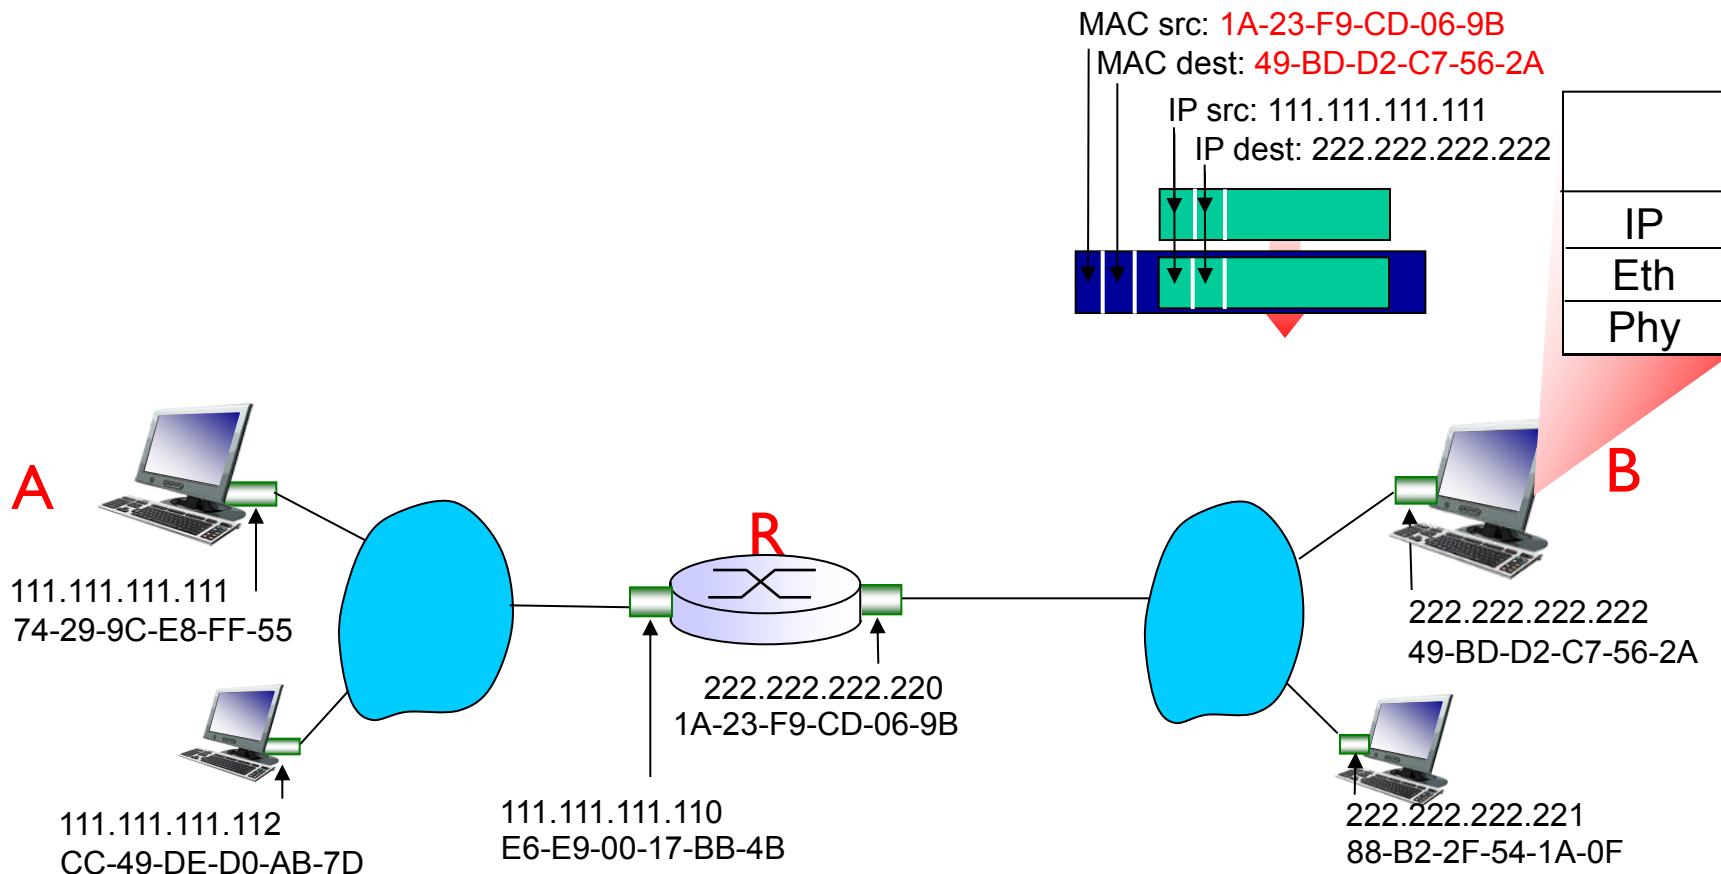 MAC src: 1A-23-F9-CD-06-9B
MAC dest: 49-BD-D2-C7-56-2A
IP src: 111.111.111.111
IP dest: 222.222.222.222
IP
Eth
Phy
A
111.111.111.111
74-29-9C-E8-FF-55
111.111.111.112
CC-49-DE-D0-AB-7D
R
222.222.222.220
1A-23-F9-CD-06-9B
111.111.111.110
E6-E9-00-17-BB-4B
B
222.222.222.222
49-BD-D2-C7-56-2A
222.222.222.221
88-B2-2F-54-1A-0F